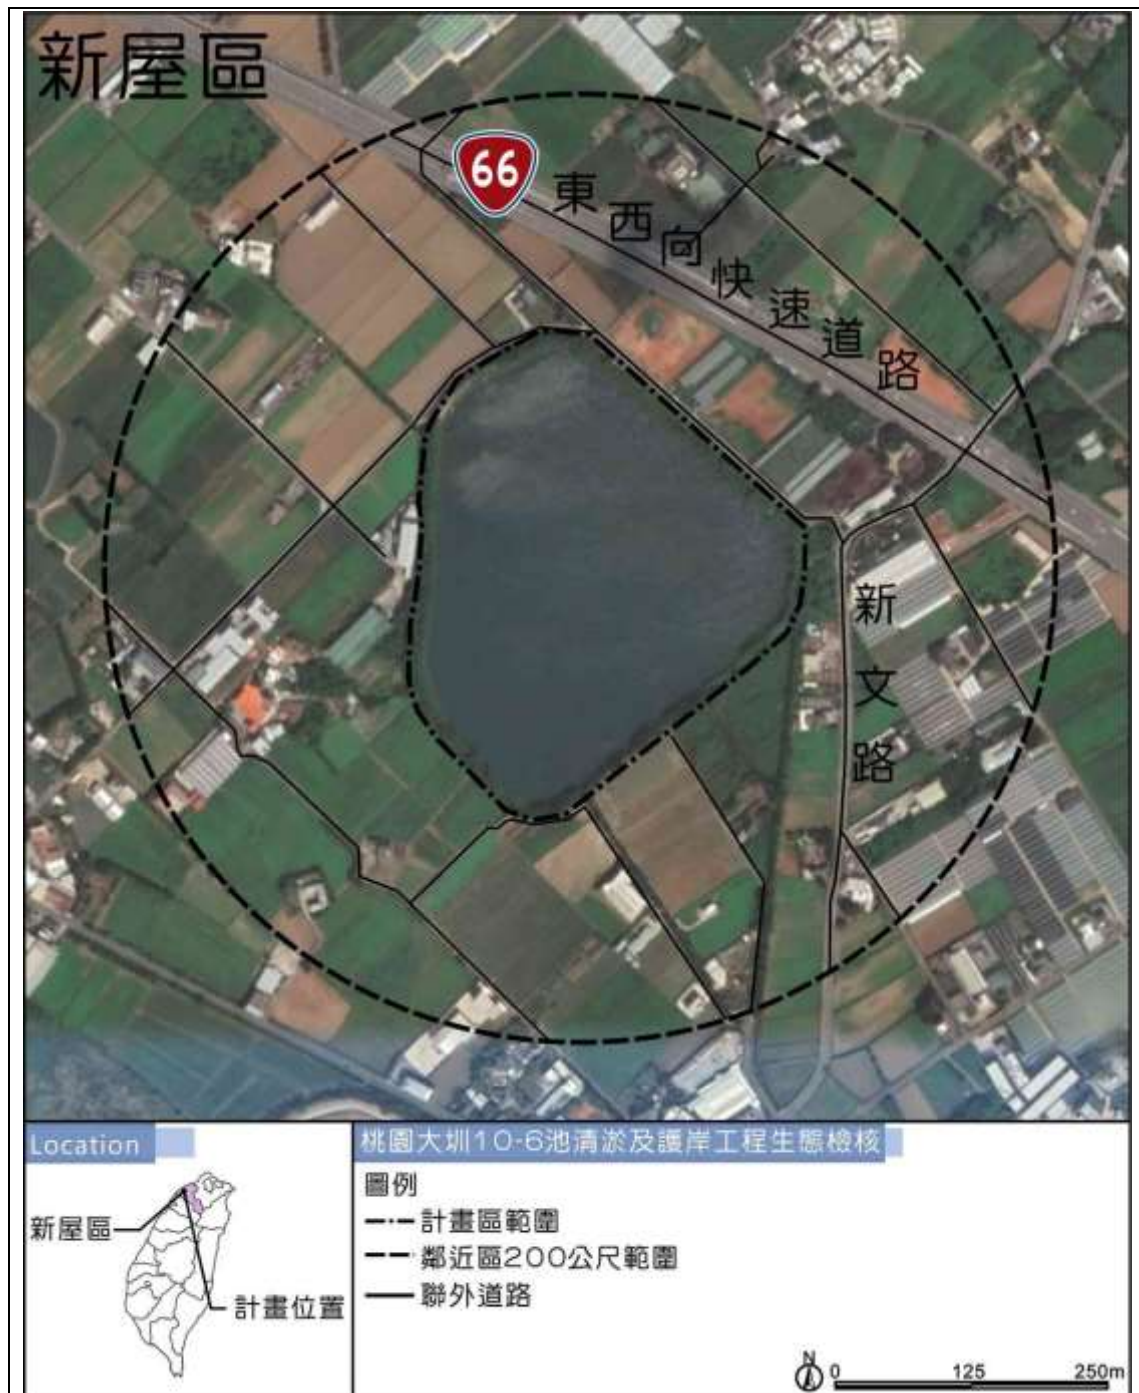 新屋區
66
東西向快速道路
新文路
Location
新屋區
計畫位置
桃園大圳10-6池清淤及護岸工程生態檢核
圖例
計畫區範圍
鄰近區200公尺範圍
聯外道路
N
0 125 250m